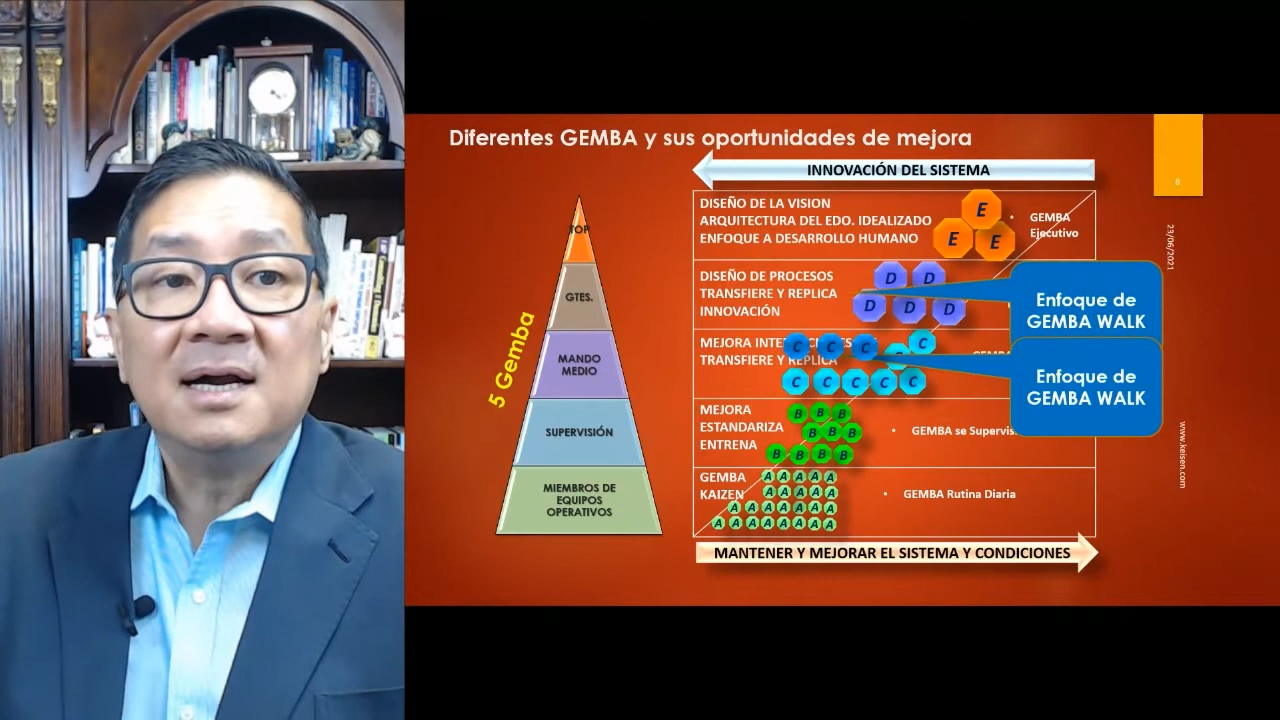 Diferentes GEMBA y sus oportunidades de mejora
INNOVACIÓN DEL SISTEMA
8
23/06/2021
www.keisen.com
5 Gemba
TOP
GTES.
MANDO
MEDIO
SUPERVISIÓN
MIEMBROS DE
EQUIPOS
OPERATIVOS
DISEÑO DE LA VISION
ARQUITECTURA DEL EDO. IDEALIZADO
ENFOQUE A DESARROLLO HUMANO
E
E E
• GEMBA
Ejecutivo
DISEÑO DE PROCESOS
TRANSFIERE Y REPLICA
INNOVACIÓN
D D
D D D
Enfoque de
GEMBA WALK
MEJORA
TRANSFIERE Y REPLICA
C C C C
C C C C C
Enfoque de
GEMBA WALK
MEJORA
ESTANDARIZA
ENTRENA
B B B
B B B
B B B B
• GEMBA se
GEMBA
KAIZEN
A A A A A
A A A A A
A A A A A A A
A A A A A A A A
• GEMBA Rutina Diaria
MANTENER Y MEJORAR EL SISTEMA Y CONDICIONES